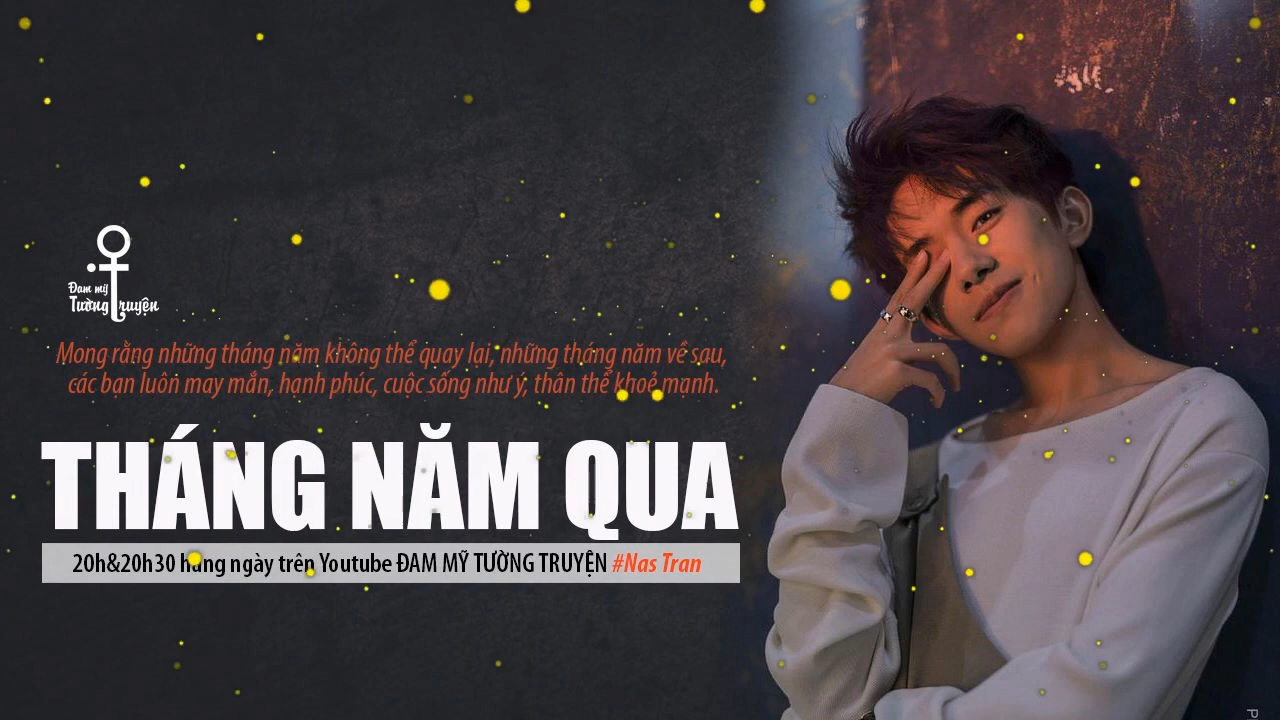 Đam mỹ
Tường truyện
Mong rằng những tháng năm không thể quay lại, những tháng năm về sau,
các bạn luôn may mắn, hạnh phúc, cuộc sống như ý, thân thể khoẻ mạnh.
THÁNG NĂM QUA
20h&20h30 hàng ngày trên Youtube ĐAM MỸ TƯỜNG TRUYỆN #Nas Tran
P